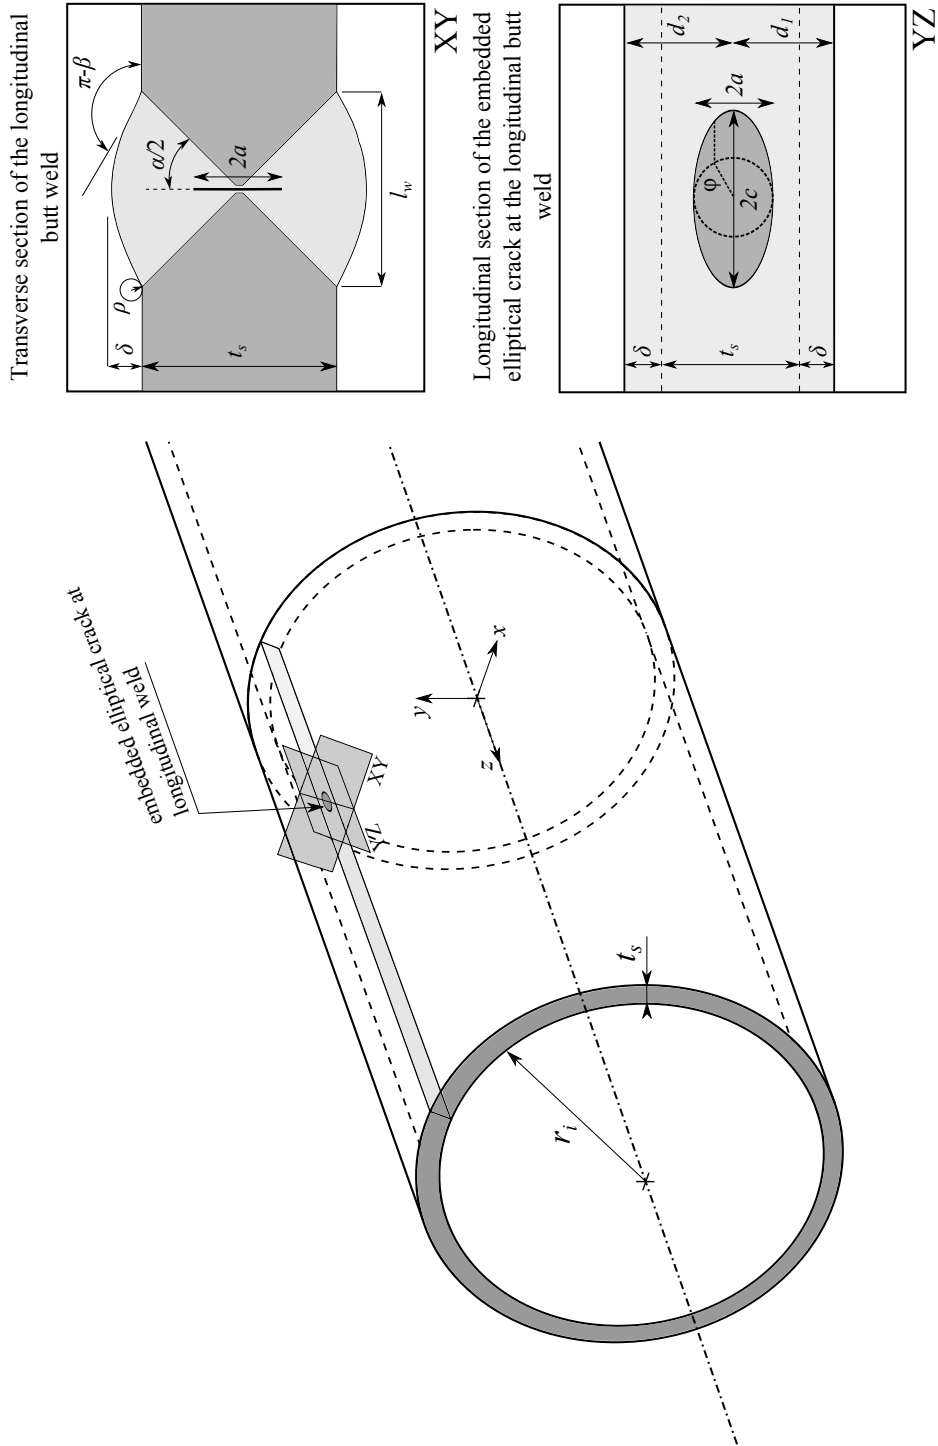 Transverse section of the longitudinal
butt weld
π-β
α/2
2a
ρ
δ
t_s
l_w
XY
Longitudinal section of the embedded
elliptical crack at the longitudinal butt
weld
d_2
d_1
2a
φ
2c
δ
t_s
δ
YZ
embedded elliptical crack at
longitudinal weld
XY
YZ
y
x
z
t_s
r_i